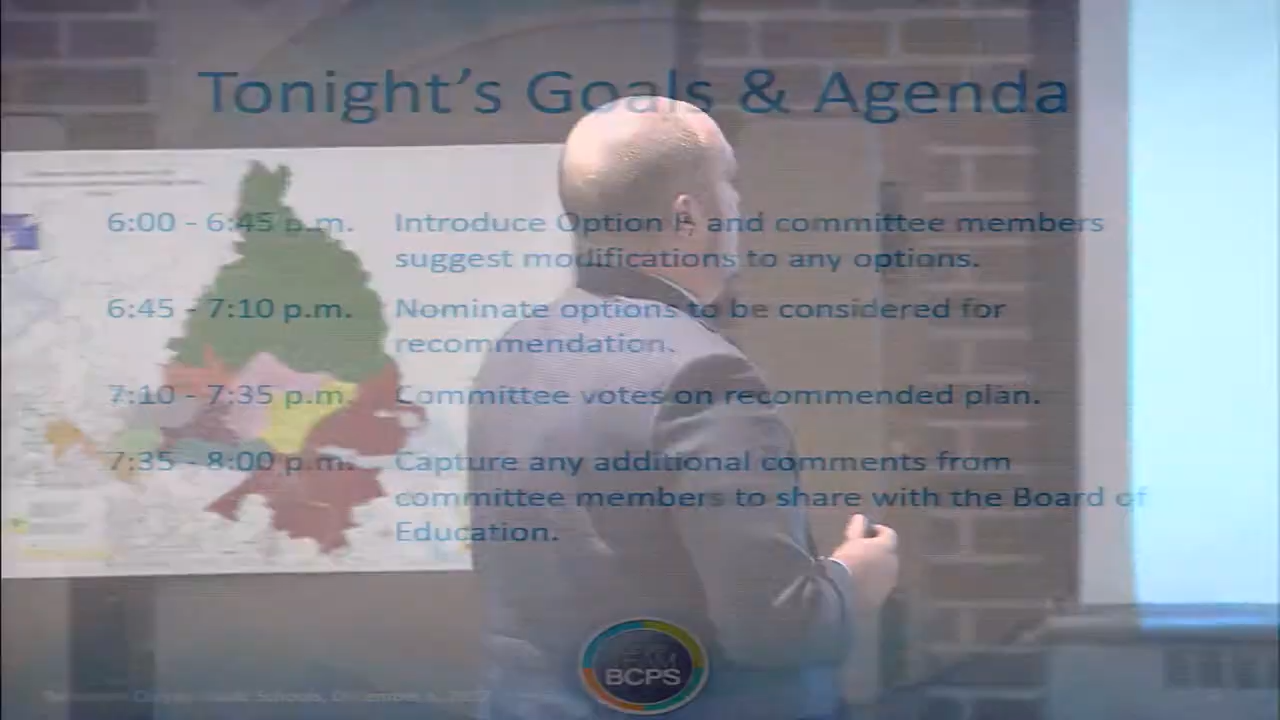 Tonight's Goals & Agenda
6:00 - 6:45 p.m. Introduce Option and committee members
suggest modifications to any options.
6:45 - 7:10 p.m. Nominate options to be considered for
recommendation.
7:10 - 7:35 p.m. Committee votes on recommended plan.
7:35 - 8:00 p.m. Capture any additional comments from
committee members to share with the Board of
Education.
BCPS
Schools,